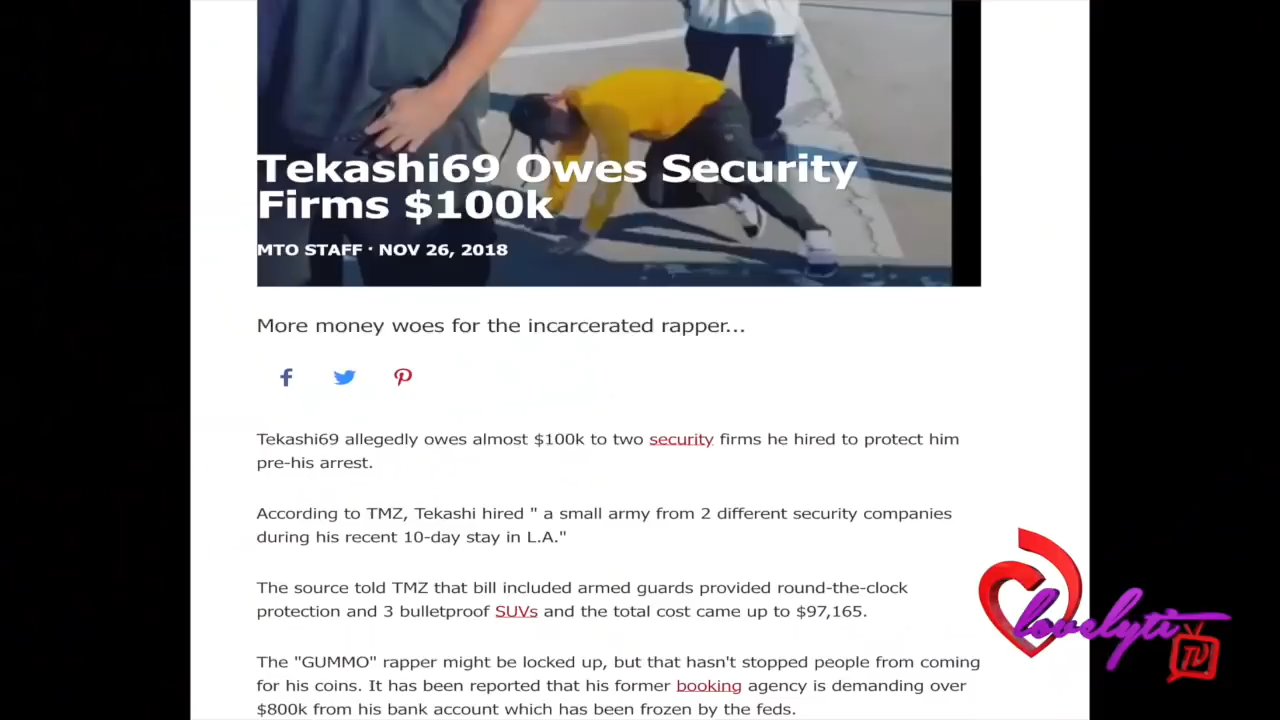 Tekashi69 Owes Security
Firms $100k
MTO STAFF · NOV 26, 2018
More money woes for the incarcerated rapper...
Tekashi69 allegedly owes almost $100k to two security firms he hired to protect him
pre-his arrest.
According to TMZ, Tekashi hired " a small army from 2 different security companies
during his recent 10-day stay in L.A."
The source told TMZ that bill included armed guards provided round-the-clock
protection and 3 bulletproof SUVs and the total cost came up to $97,165.
The "GUMMO" rapper might be locked up, but that hasn't stopped people from coming
for his coins. It has been reported that his former booking agency is demanding over
$800k from his bank account which has been frozen by the feds.
lovelyti
TV